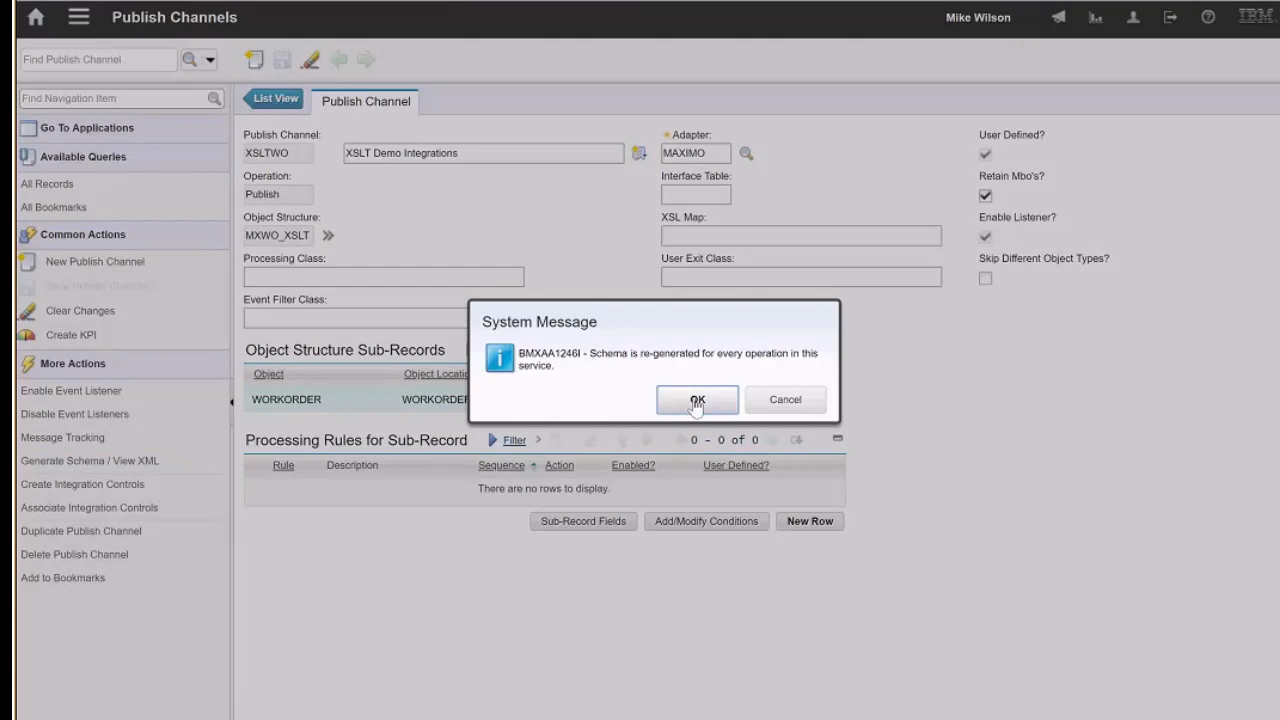 Publish Channels
Mike Wilson
IBM
Find Publish Channel
Find Navigation Item
Go To Applications
Available Queries
All Records
All Bookmarks
Common Actions
New Publish Channel
Save Publish Channel
Clear Changes
Create KPI
More Actions
Enable Event Listener
Disable Event Listeners
Message Tracking
Generate Schema / View XML
Create Integration Controls
Associate Integration Controls
Duplicate Publish Channel
Delete Publish Channel
Add to Bookmarks
List View
Publish Channel
Publish Channel:
XSLTWO
XSLT Demo Integrations
Adapter:
MAXIMO
User Defined?
Operation:
Publish
Interface Table:
Retain Mbo's?
Object Structure:
MXWO_XSLT
XSL Map:
Enable Listener?
Processing Class:
User Exit Class:
Skip Different Object Types?
Event Filter Class:
System Message
BMXAA1246I - Schema is re-generated for every operation in this
service.
OK
Cancel
Object Structure Sub-Records
Object
WORKORDER
WORKORDER
Processing Rules for Sub-Record
Filter
0 - 0 of 0
Rule
Description
Sequence
Action
Enabled?
User Defined?
There are no rows to display.
Sub-Record Fields
Add/Modify Conditions
New Row